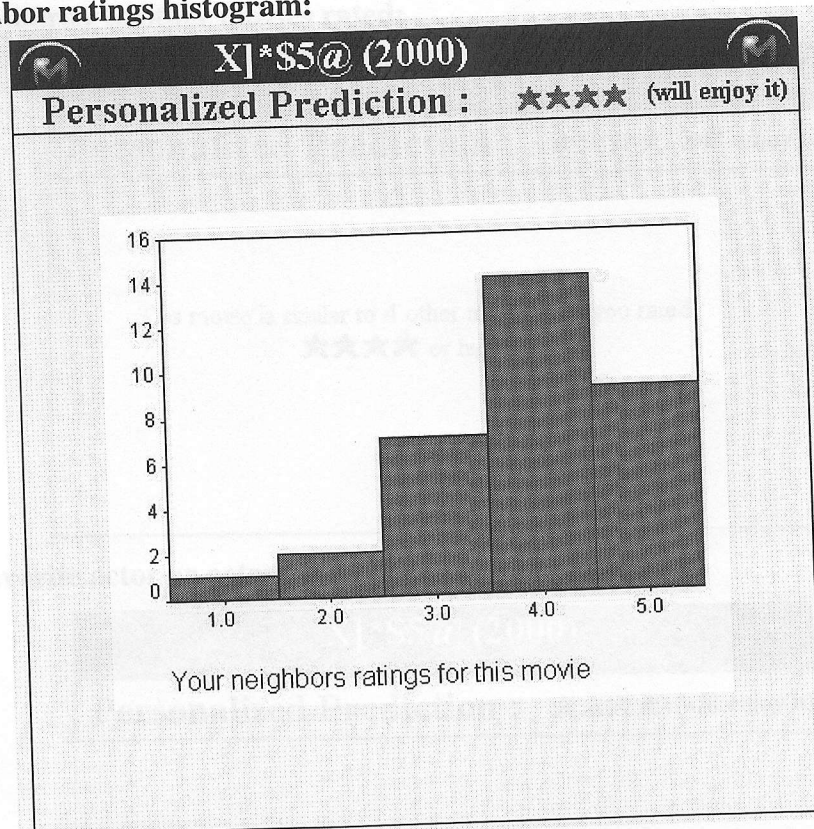 bor ratings histogram:
X]*$5@ (2000)
Personalized Prediction : ★★★★ (will enjoy it)
16
14
12
10
8
6
4
2
0
1.0 2.0 3.0 4.0 5.0
Your neighbors ratings for this movie